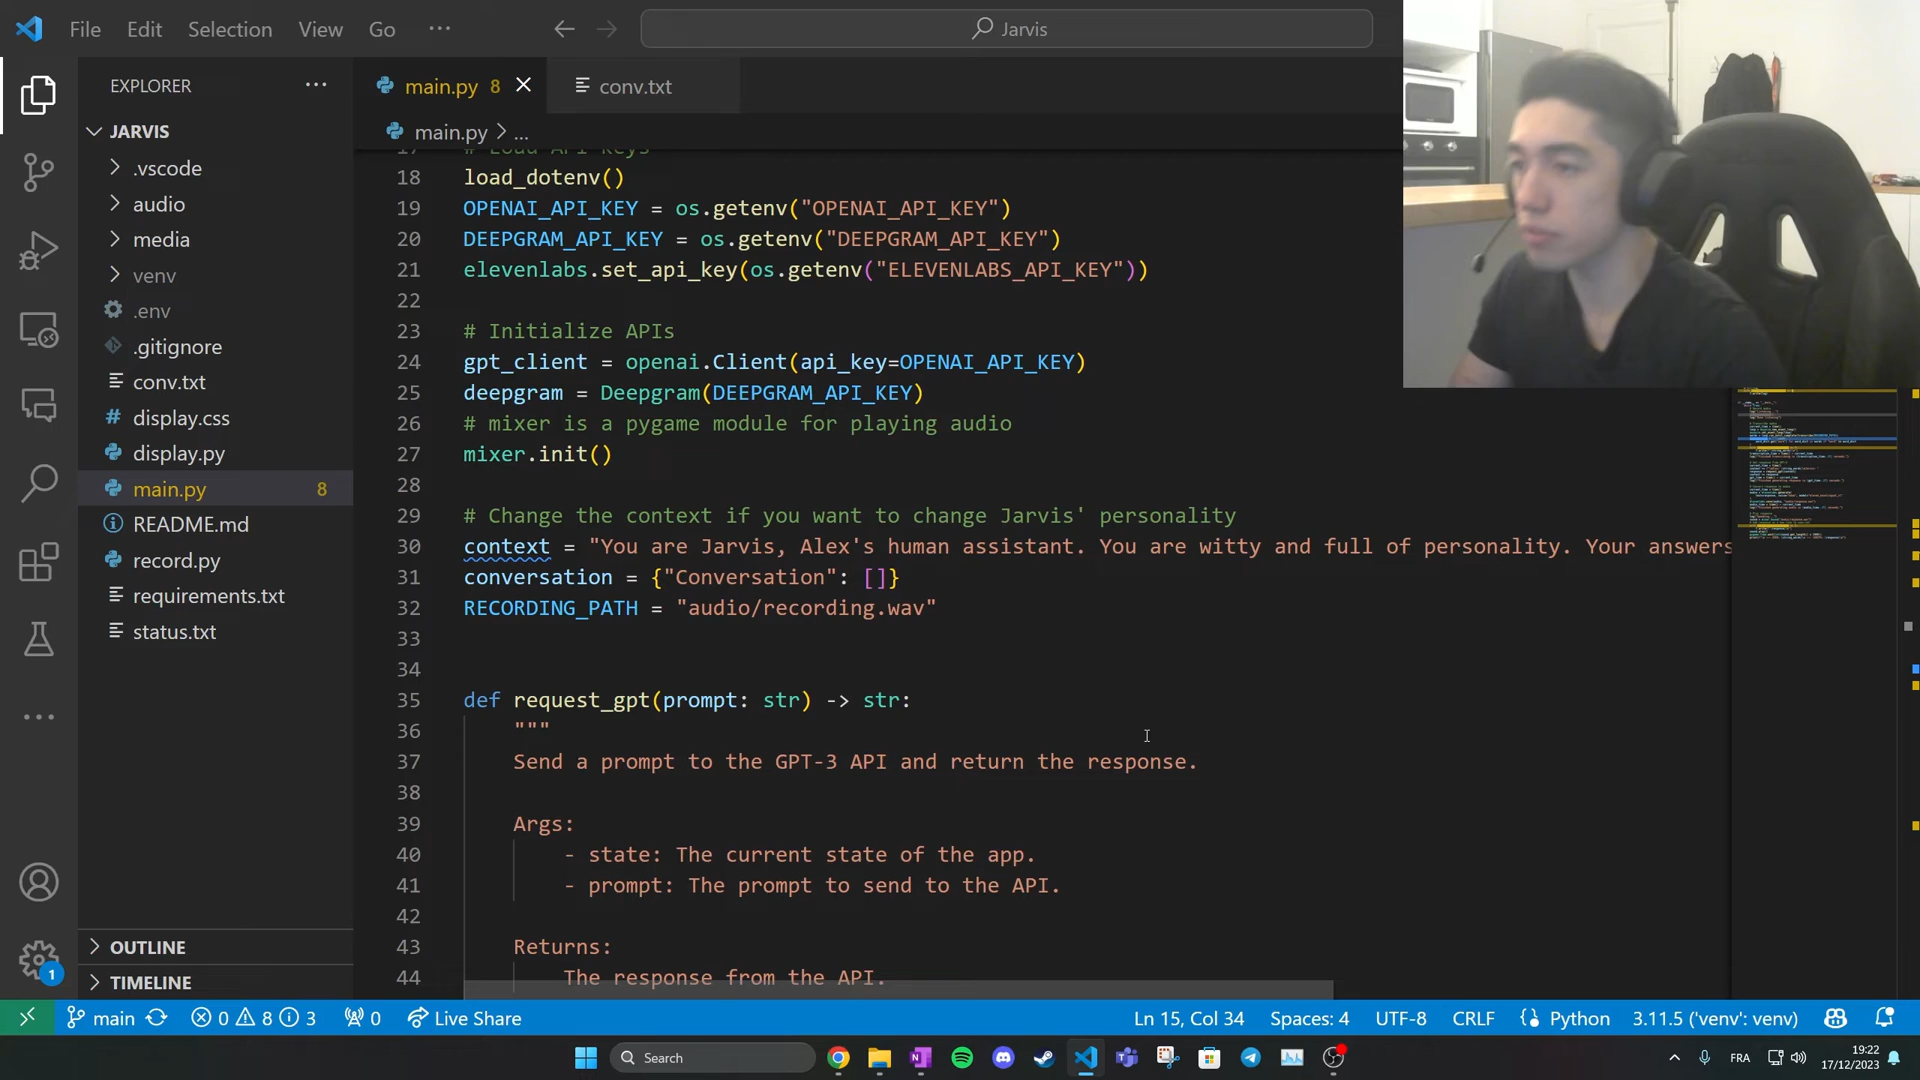 File Edit Selection View Go ···
Jarvis
EXPLORER ···
main.py 8
conv.txt
JARVIS
main.py > ...
.vscode
audio
media
venv
.env
.gitignore
conv.txt
display.css
display.py
main.py 8
README.md
record.py
requirements.txt
status.txt
OUTLINE
TIMELINE
17 # Load API keys
18 load_dotenv()
19 OPENAI_API_KEY = os.getenv("OPENAI_API_KEY")
20 DEEPGRAM_API_KEY = os.getenv("DEEPGRAM_API_KEY")
21 elevenlabs.set_api_key(os.getenv("ELEVENLABS_API_KEY"))
22
23 # Initialize APIs
24 gpt_client = openai.Client(api_key=OPENAI_API_KEY)
25 deepgram = Deepgram(DEEPGRAM_API_KEY)
26 # mixer is a pygame module for playing audio
27 mixer.init()
28
29 # Change the context if you want to change Jarvis' personality
30 context = "You are Jarvis, Alex's human assistant. You are witty and full of personality. Your answers
31 conversation = {"Conversation": []}
32 RECORDING_PATH = "audio/recording.wav"
33
34
35 def request_gpt(prompt: str) -> str:
36 """
37 Send a prompt to the GPT-3 API and return the response.
38
39 Args:
40 - state: The current state of the app.
41 - prompt: The prompt to send to the API.
42
43 Returns:
44 The response from the API.
1
main 0 8 3 0 Live Share Ln 15, Col 34 Spaces: 4 UTF-8 CRLF Python 3.11.5 ('venv': venv)
Search
FRA
19:22
17/12/2023